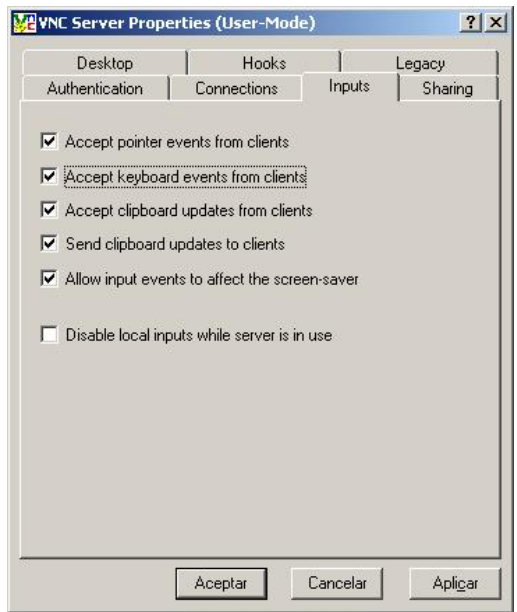 VNC Server Properties (User-Mode)
Desktop Hooks Legacy
Authentication Connections Inputs Sharing
Accept pointer events from clients
Accept keyboard events from clients
Accept clipboard updates from clients
Send clipboard updates to clients
Allow input events to affect the screen-saver
Disable local inputs while server is in use
Aceptar Cancelar Aplicar